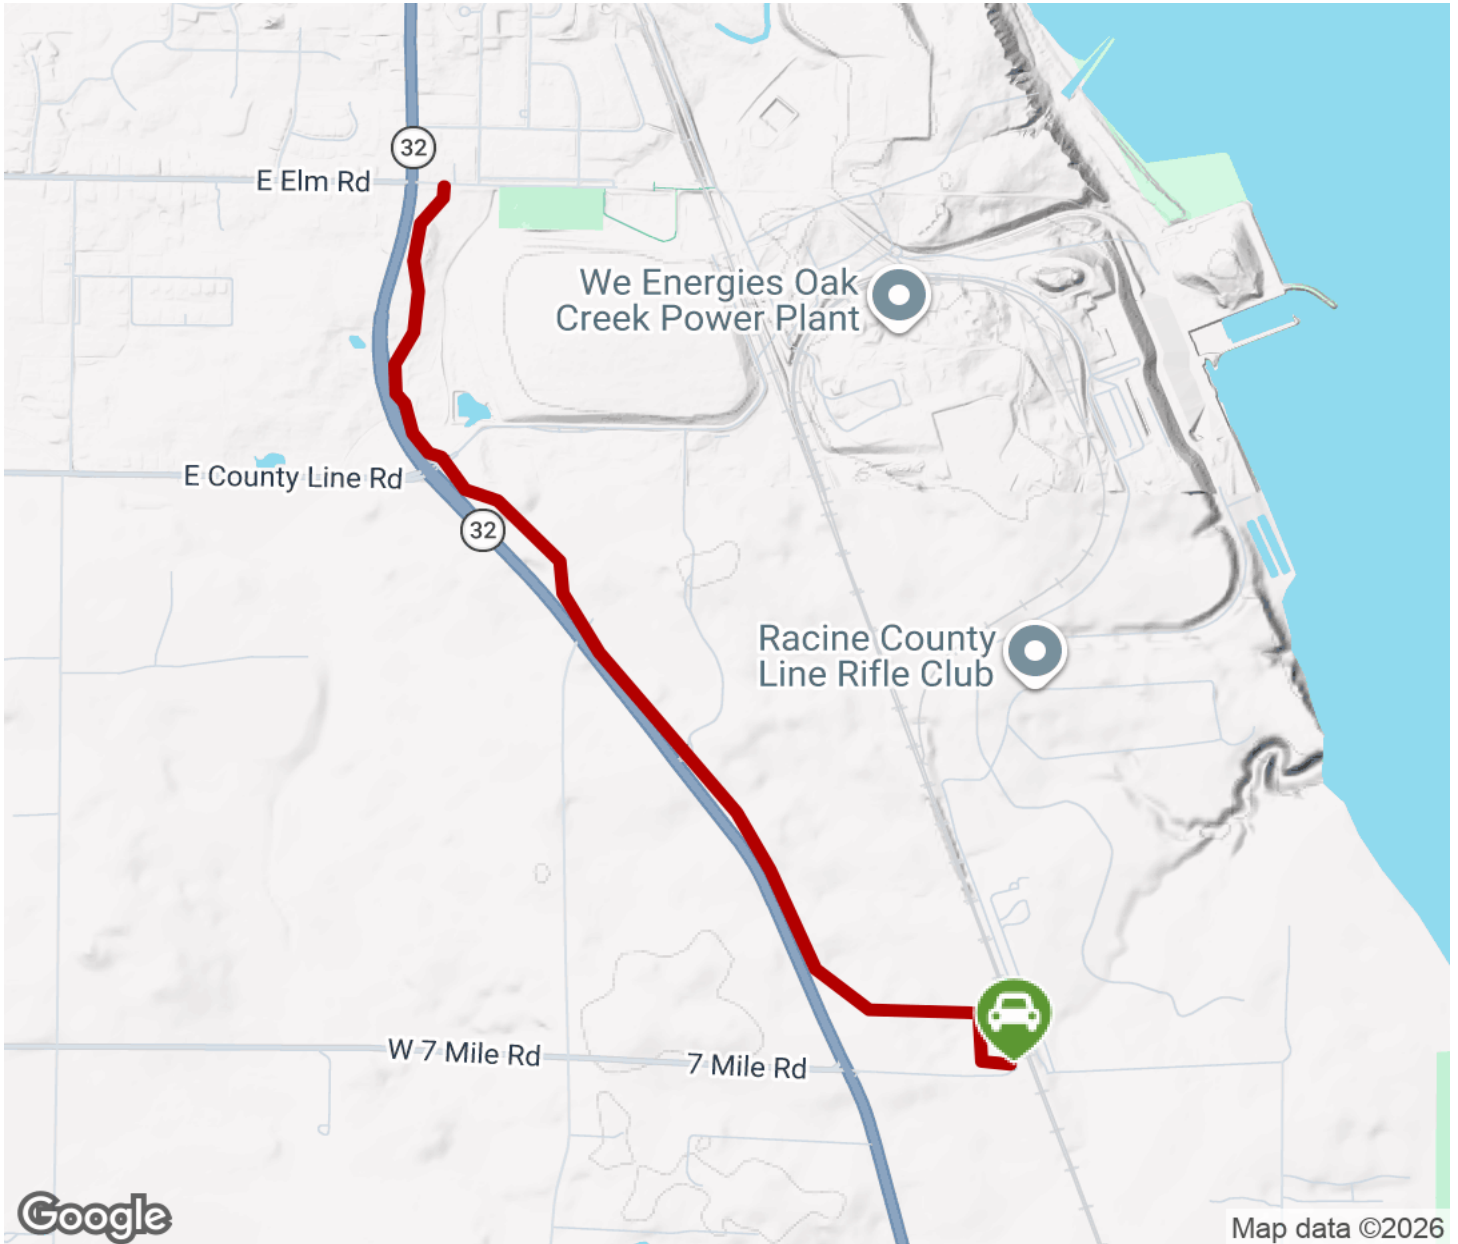 32
E Elm Rd
We Energies Oak
Creek Power Plant
E County Line Rd
32
Racine County
Line Rifle Club
W 7 Mile Rd
7 Mile Rd
Google
Map data ©2026